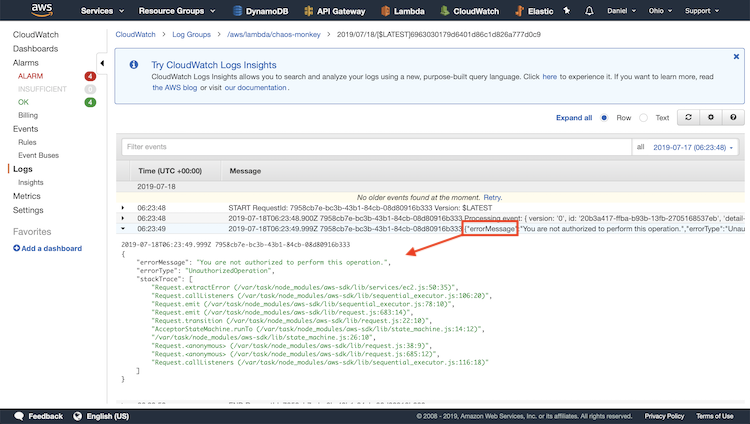 aws
Services
Resource Groups
DynamoDB
API Gateway
Lambda
CloudWatch
Elastic
Daniel
Ohio
Support
CloudWatch
Dashboards
Alarms
ALARM 4
INSUFFICIENT 0
OK 4
Billing
Events
Rules
Event Buses
Logs
Insights
Metrics
Settings
Favorites
Add a dashboard
CloudWatch
Log Groups
/aws/lambda/chaos-monkey
2019/07/18/[$LATEST]6963030179d6401d86c1d826a777d0c9
Try CloudWatch Logs Insights
CloudWatch Logs Insights allows you to search and analyze your logs using a new, purpose-built query language. Click here to experience it. If you want to learn more, read
the AWS blog or visit our documentation.
Expand all
Row
Text
Filter events
all
2019-07-17 (06:23:48)
Time (UTC +00:00)
Message
2019-07-18
No older events found at the moment. Retry.
06:23:48 START RequestId: 7958cb7e-bc3b-43b1-84cb-08d80916b333 Version: $LATEST
06:23:48 2019-07-18T06:23:48.900Z 7958cb7e-bc3b-43b1-84cb-08d80916b333 Processing event: { version: '0', id: '20b3a417-ffba-b93b-13fb-2705168537eb', 'detail-
06:23:49 2019-07-18T06:23:49.999Z 7958cb7e-bc3b-43b1-84cb-08d80916b333 {"errorMessage":"You are not authorized to perform this operation.","errorType":"Unau
2019-07-18T06:23:49.999Z 7958cb7e-bc3b-43b1-84cb-08d80916b333
{
"errorMessage": "You are not authorized to perform this operation.",
"errorType": "UnauthorizedOperation",
"stackTrace": [
"Request.extractError (/var/task/node_modules/aws-sdk/lib/services/ec2.js:50:35)",
"Request.callListeners (/var/task/node_modules/aws-sdk/lib/sequential_executor.js:106:20)",
"Request.emit (/var/task/node_modules/aws-sdk/lib/sequential_executor.js:78:10)",
"Request.emit (/var/task/node_modules/aws-sdk/lib/request.js:683:14)",
"Request.transition (/var/task/node_modules/aws-sdk/lib/request.js:22:10)",
"AcceptorStateMachine.runTo (/var/task/node_modules/aws-sdk/lib/state_machine.js:14:12)",
"/var/task/node_modules/aws-sdk/lib/state_machine.js:26:10",
"Request.<anonymous> (/var/task/node_modules/aws-sdk/lib/request.js:38:9)",
"Request.<anonymous> (/var/task/node_modules/aws-sdk/lib/request.js:685:12)",
"Request.callListeners (/var/task/node_modules/aws-sdk/lib/sequential_executor.js:116:18)"
]
}
Feedback
English (US)
© 2008 - 2019, Amazon Web Services, Inc. or its affiliates. All rights reserved.
Privacy Policy
Terms of Use